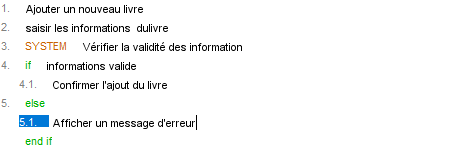 1. Ajouter un nouveau livre
2. saisir les informations dulivre
3. SYSTEM Vérifier la validité des information
4. if informations valide
4.1. Confirmer l'ajout du livre
5. else
5.1. Afficher un message d'erreur
end if